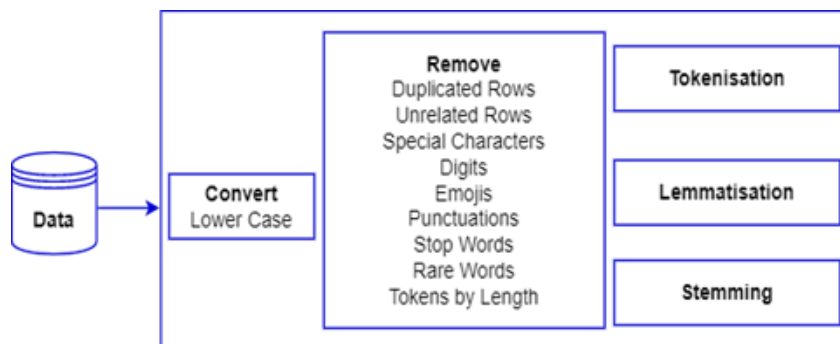 Data
Convert
Lower Case
Remove
Duplicated Rows
Unrelated Rows
Special Characters
Digits
Emojis
Punctuations
Stop Words
Rare Words
Tokens by Length
Tokenisation
Lemmatisation
Stemming